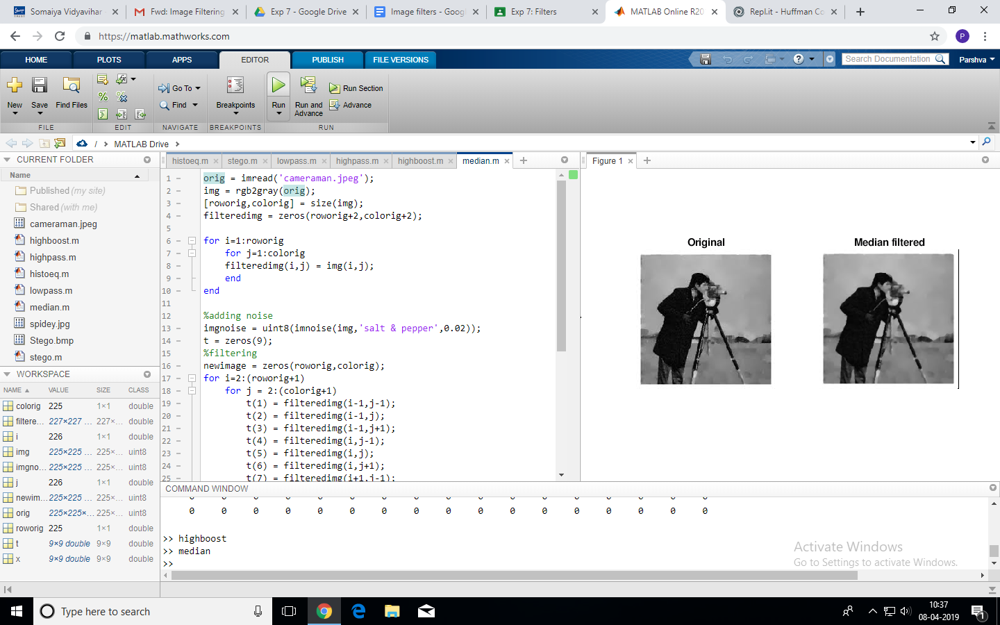 Somaiya Vidyavihar
Fwd: Image Filtering
Exp 7 - Google Drive
Image filters - Goog
Exp 7: Filters
MATLAB Online R20
Repl.it - Huffman Co
https://matlab.mathworks.com
P
HOME
PLOTS
APPS
EDITOR
PUBLISH
FILE VERSIONS
Search Documentation
Parshva
New
Save
Find Files
Go To
Find
Breakpoints
Run
Run and
Advance
Run Section
Advance
FILE
EDIT
NAVIGATE
BREAKPOINTS
RUN
/ > MATLAB Drive >
CURRENT FOLDER
Name
Published (my site)
Shared (with me)
cameraman.jpeg
highboost.m
highpass.m
histoeq.m
lowpass.m
median.m
spidey.jpg
Stego.bmp
stego.m
WORKSPACE
NAME VALUE SIZE CLASS
colorig 225 1×1 double
filtere... 227×227 ... 227×... double
i 226 1×1 double
img 225×225 ... 225×... uint8
imgno... 225×225 ... 225×... uint8
j 226 1×1 double
newim... 225×225 ... 225×... uint8
orig 225×225×... 225×... uint8
roworig 225 1×1 double
t 9×9 double 9×9 double
x 9×9 double 9×9 double
histoeq.m
stego.m
lowpass.m
highpass.m
highboost.m
median.m
1 orig = imread('cameraman.jpeg');
2 img = rgb2gray(orig);
3 [roworig,colorig] = size(img);
4 filteredimg = zeros(roworig+2,colorig+2);
5
6 for i=1:roworig
7 for j=1:colorig
8 filteredimg(i,j) = img(i,j);
9 end
10 end
11
12 %adding noise
13 imgnoise = uint8(imnoise(img,'salt & pepper',0.02));
14 t = zeros(9);
15 %filtering
16 newimage = zeros(roworig,colorig);
17 for i=2:(roworig+1)
18 for j = 2:(colorig+1)
19 t(1) = filteredimg(i-1,j-1);
20 t(2) = filteredimg(i-1,j);
21 t(3) = filteredimg(i-1,j+1);
22 t(4) = filteredimg(i,j-1);
23 t(5) = filteredimg(i,j);
24 t(6) = filteredimg(i,j+1);
25 t(7) = filteredimg(i+1,j-1);
Figure 1
Original
Median filtered
COMMAND WINDOW
0 0 0 0 0 0 0 0 0 0 0 0 0 0 0 0 0
>> highboost
>> median
>>
Activate Windows
Go to Settings to activate Windows.
Type here to search
10:37
08-04-2019
1